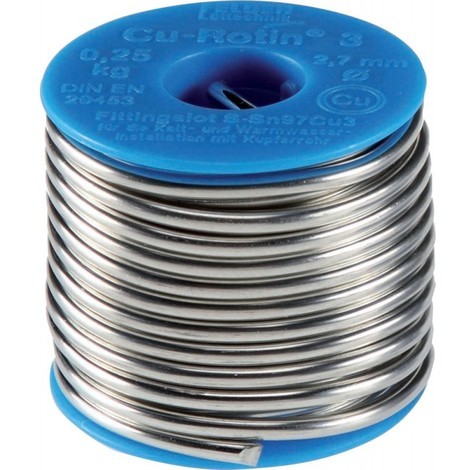 Löttechnik
Cu-Rotin® 3
0,25 2,7 mm
kg Ø
DIN EN Cu
29453
Fittingslot S-Sn97Cu3
für die Kalt- und Warmwasser-
installation mit Kupferrohr